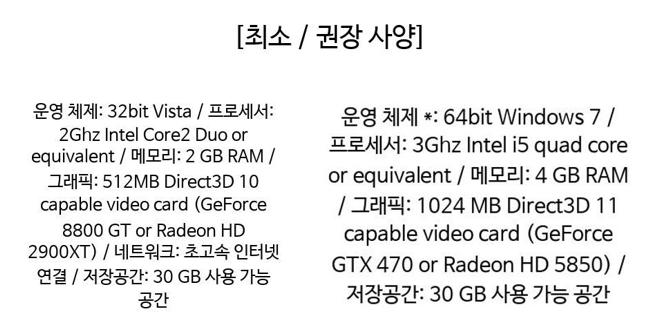 [최소 / 권장 사양]
운영 체제: 32bit Vista / 프로세서:
2Ghz Intel Core2 Duo or
equivalent / 메모리: 2 GB RAM /
그래픽: 512MB Direct3D 10
capable video card (GeForce
8800 GT or Radeon HD
2900XT) / 네트워크: 초고속 인터넷
연결 / 저장공간: 30 GB 사용 가능
공간
운영 체제 *: 64bit Windows 7 /
프로세서: 3Ghz Intel i5 quad core
or equivalent / 메모리: 4 GB RAM
/ 그래픽: 1024 MB Direct3D 11
capable video card (GeForce
GTX 470 or Radeon HD 5850) /
저장공간: 30 GB 사용 가능 공간